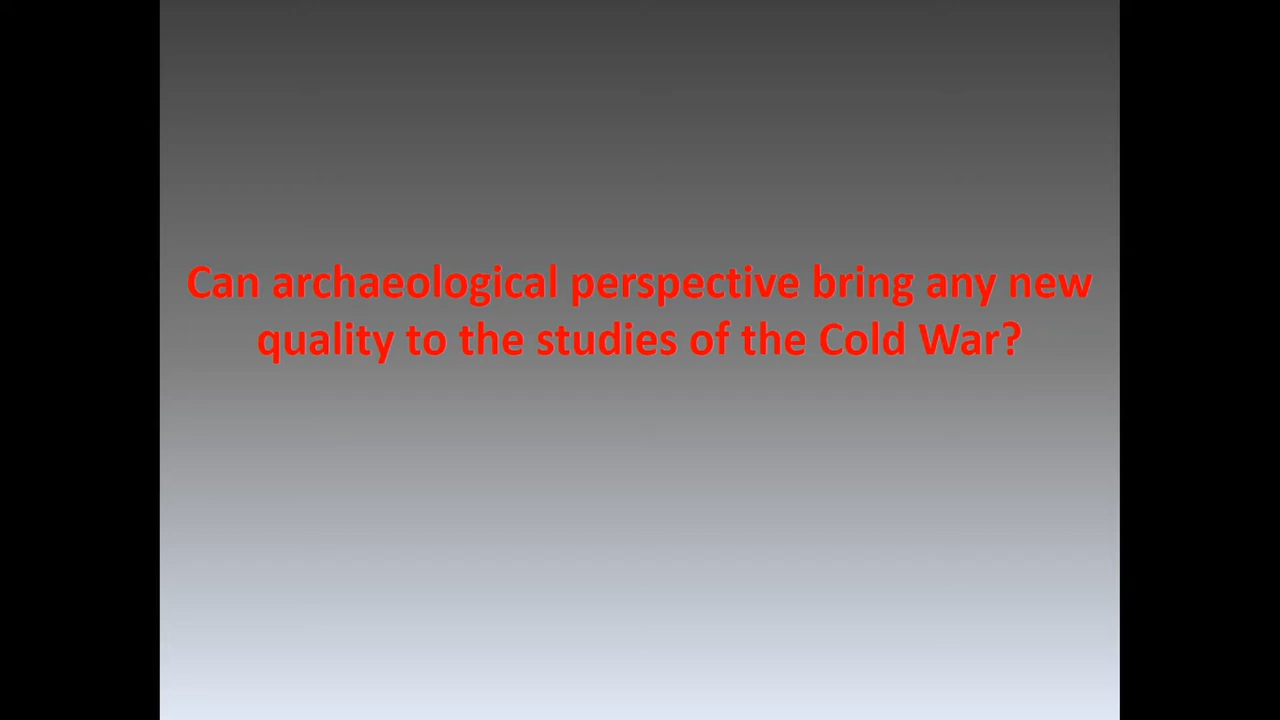 Can archaeological perspective bring any new
quality to the studies of the Cold War?